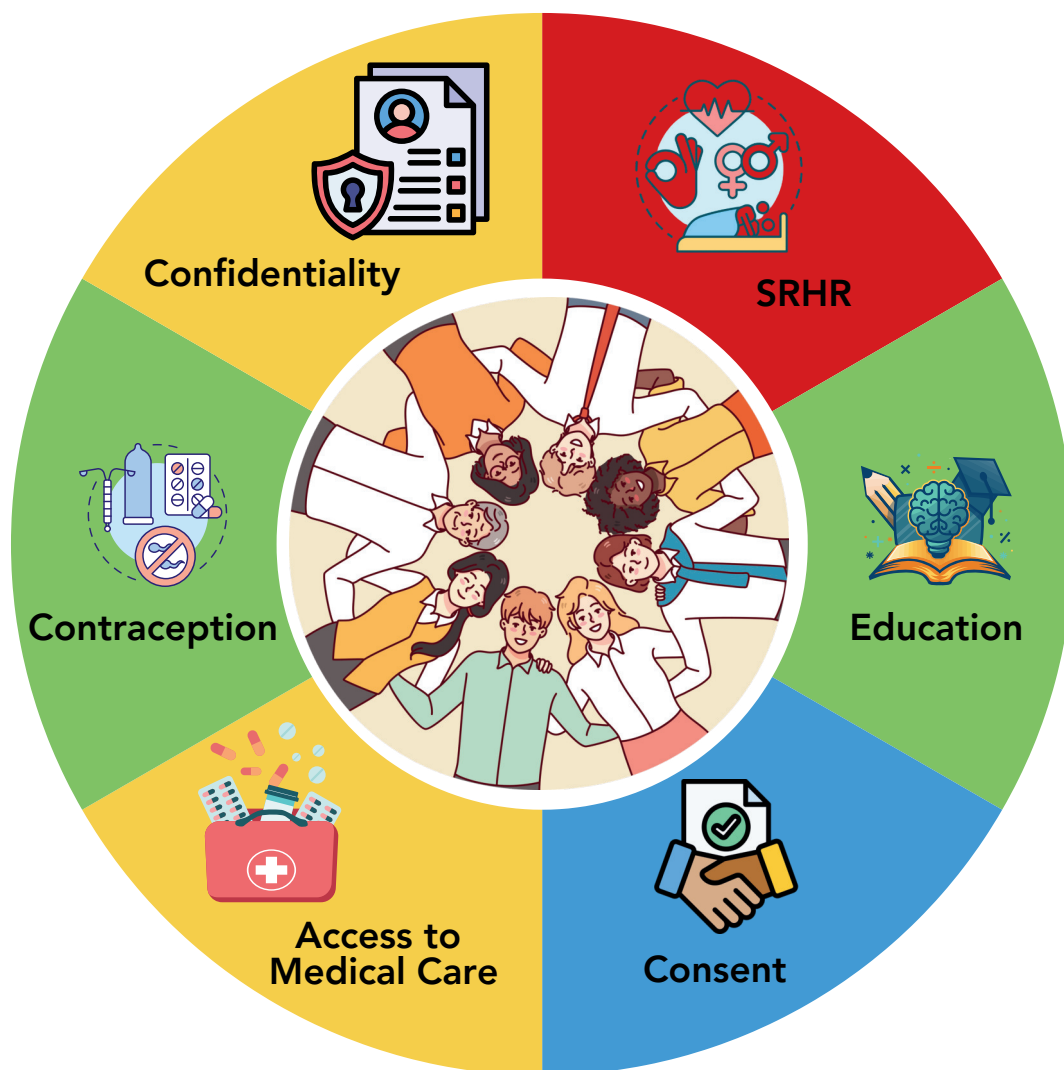 Confidentiality
SRHR
Contraception
Education
Access to
Medical Care
Consent